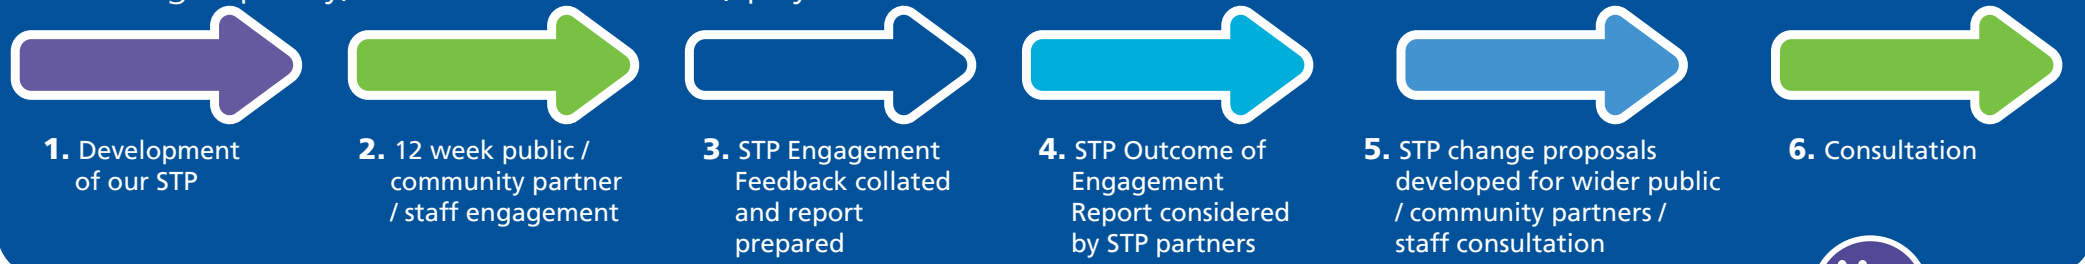 1. Development
of our STP
2. 12 week public /
community partner
/ staff engagement
3. STP Engagement
Feedback collated
and report
prepared
4. STP Outcome of
Engagement
Report considered
by STP partners
5. STP change proposals
developed for wider public
/ community partners /
staff consultation
6. Consultation